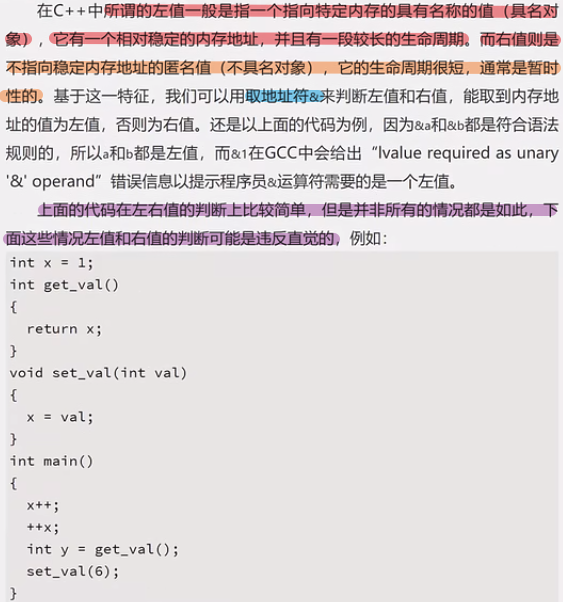 在C++中所谓的左值一般是指一个指向特定内存的具有名称的值（具名对
象），它有一个相对稳定的内存地址，并且有一段较长的生命周期。而右值则是
不指向稳定内存地址的匿名值（不具名对象），它的生命周期很短，通常是暂时
性的。基于这一特征，我们可以用取地址符&来判断左值和右值，能取到内存地
址的值为左值，否则为右值。还是以上面的代码为例，因为&a和&b都是符合语法
规则的，所以a和b都是左值，而&1在GCC中会给出“lvalue required as unary
'&' operand”错误信息以提示程序员&运算符需要的是一个左值。
上面的代码在左右值的判断上比较简单，但是并非所有的情况都是如此，下
面这些情况左值和右值的判断可能是违反直觉的，例如：
int x = 1;
int get_val()
{
  return x;
}
void set_val(int val)
{
  x = val;
}
int main()
{
  x++;
  ++x;
  int y = get_val();
  set_val(6);
}